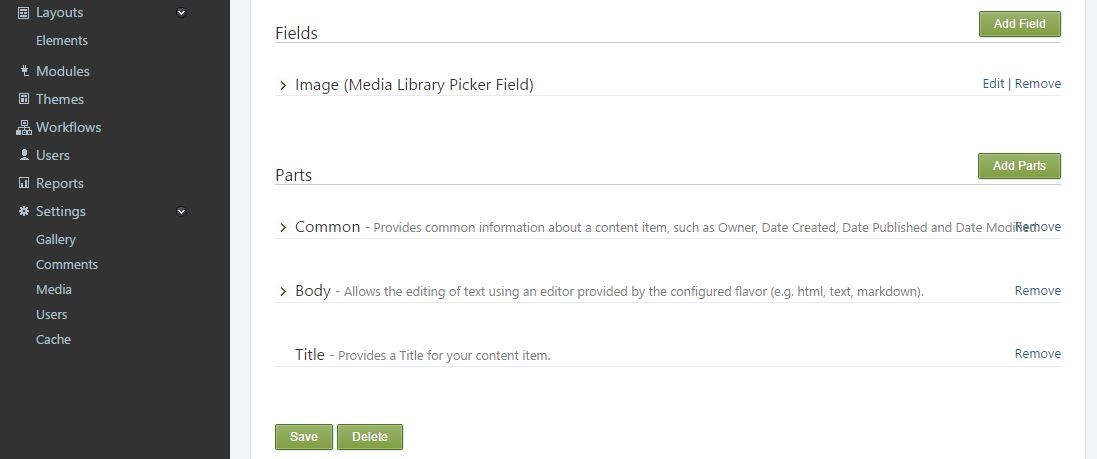 Layouts
Elements
Modules
Themes
Workflows
Users
Reports
Settings
Gallery
Comments
Media
Users
Cache
Fields
Add Field
Image (Media Library Picker Field)
Edit | Remove
Parts
Add Parts
Common - Provides common information about a content item, such as Owner, Date Created, Date Published and Date Modified.
Remove
Body - Allows the editing of text using an editor provided by the configured flavor (e.g. html, text, markdown).
Remove
Title - Provides a Title for your content item.
Remove
Save
Delete